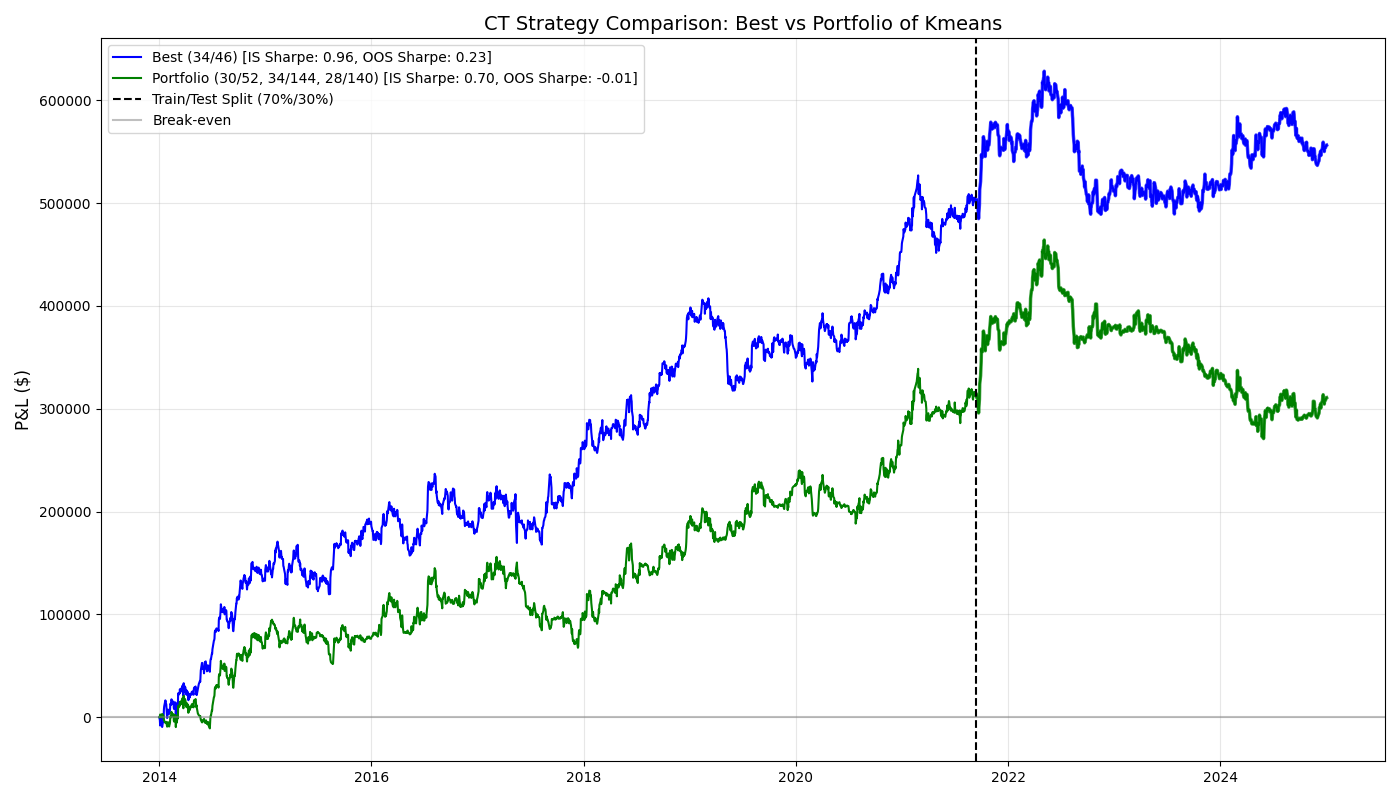 CT Strategy Comparison: Best vs Portfolio of Kmeans
Best (34/46) [IS Sharpe: 0.96, OOS Sharpe: 0.23]
Portfolio (30/52, 34/144, 28/140) [IS Sharpe: 0.70, OOS Sharpe: -0.01]
Train/Test Split (70%/30%)
Break-even
P&L ($)
600000
500000
400000
300000
200000
100000
0
2014 2016 2018 2020 2022 2024